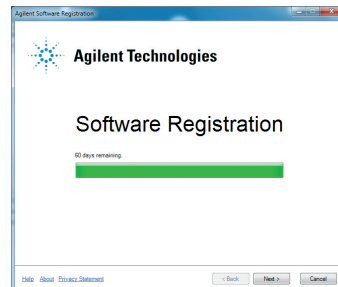 Agilent Software Registration
Agilent Technologies
Software Registration
60 days remaining.
Help About Privacy Statement
< Back Next > Cancel